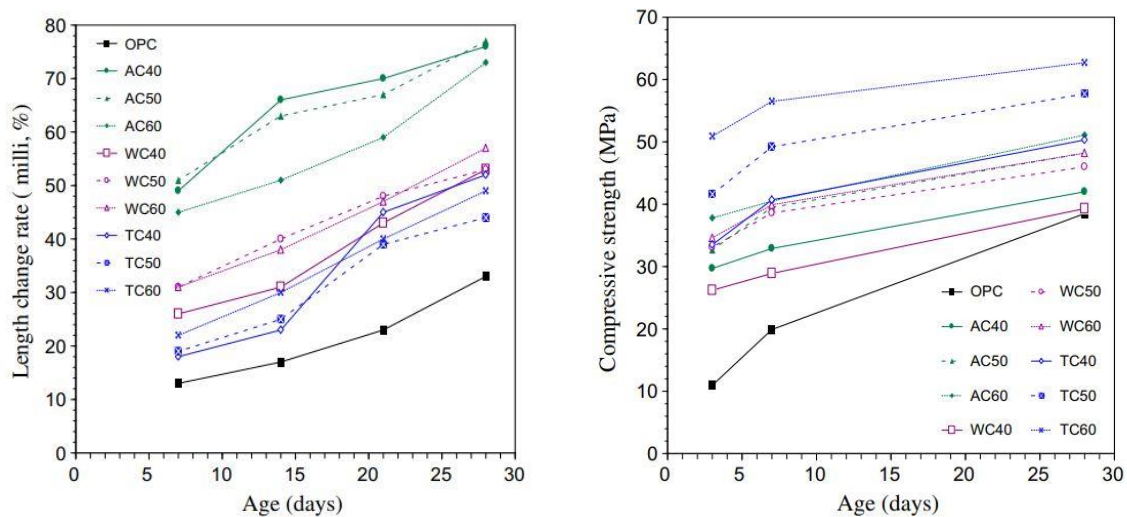 Length change rate ( milli, %)
80
70
60
50
40
30
20
10
0
OPC
AC40
AC50
AC60
WC40
WC50
WC60
TC40
TC50
TC60
0 5 10 15 20 25 30
Age (days)
Compressive strength (MPa)
70
60
50
40
30
20
10
0
OPC WC50
AC40 WC60
AC50 TC40
AC60 TC50
WC40 TC60
0 5 10 15 20 25 30
Age (days)